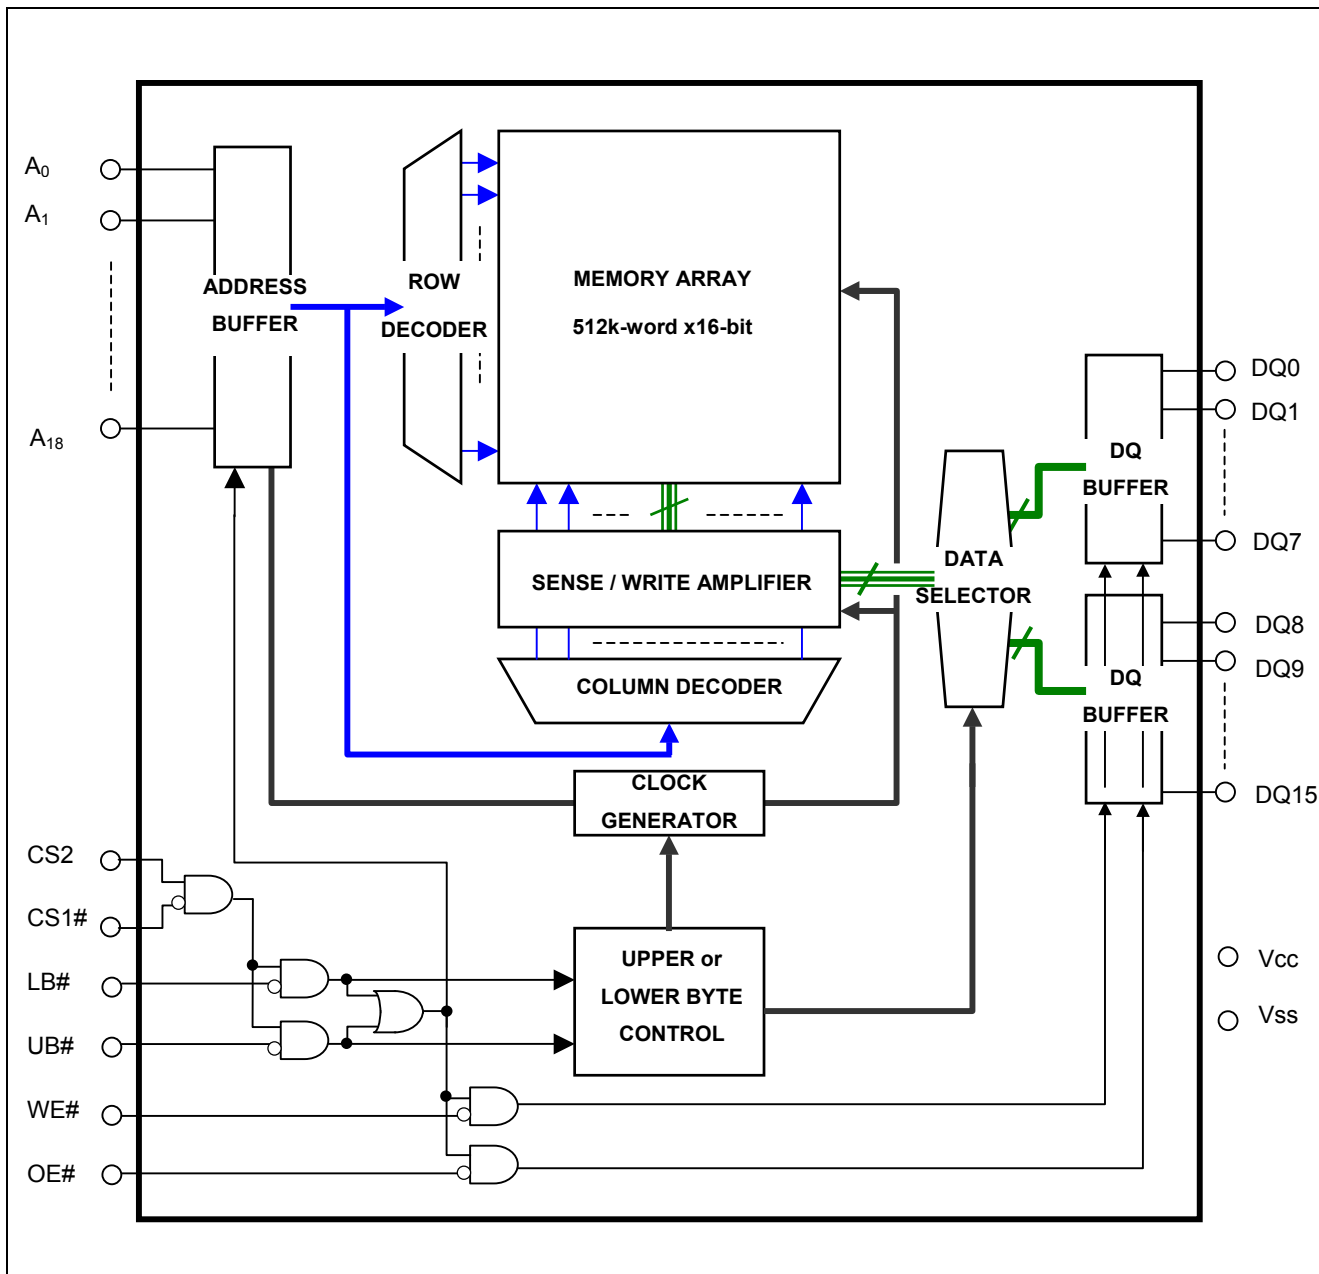 A0
A1
A18
ADDRESS
BUFFER
ROW
DECODER
MEMORY ARRAY
512k-word x16-bit
SENSE / WRITE AMPLIFIER
COLUMN DECODER
CLOCK
GENERATOR
DATA
SELECTOR
DQ
BUFFER
DQ
BUFFER
DQ0
DQ1
DQ7
DQ8
DQ9
DQ15
CS2
CS1#
LB#
UB#
WE#
OE#
UPPER or
LOWER BYTE
CONTROL
Vcc
Vss